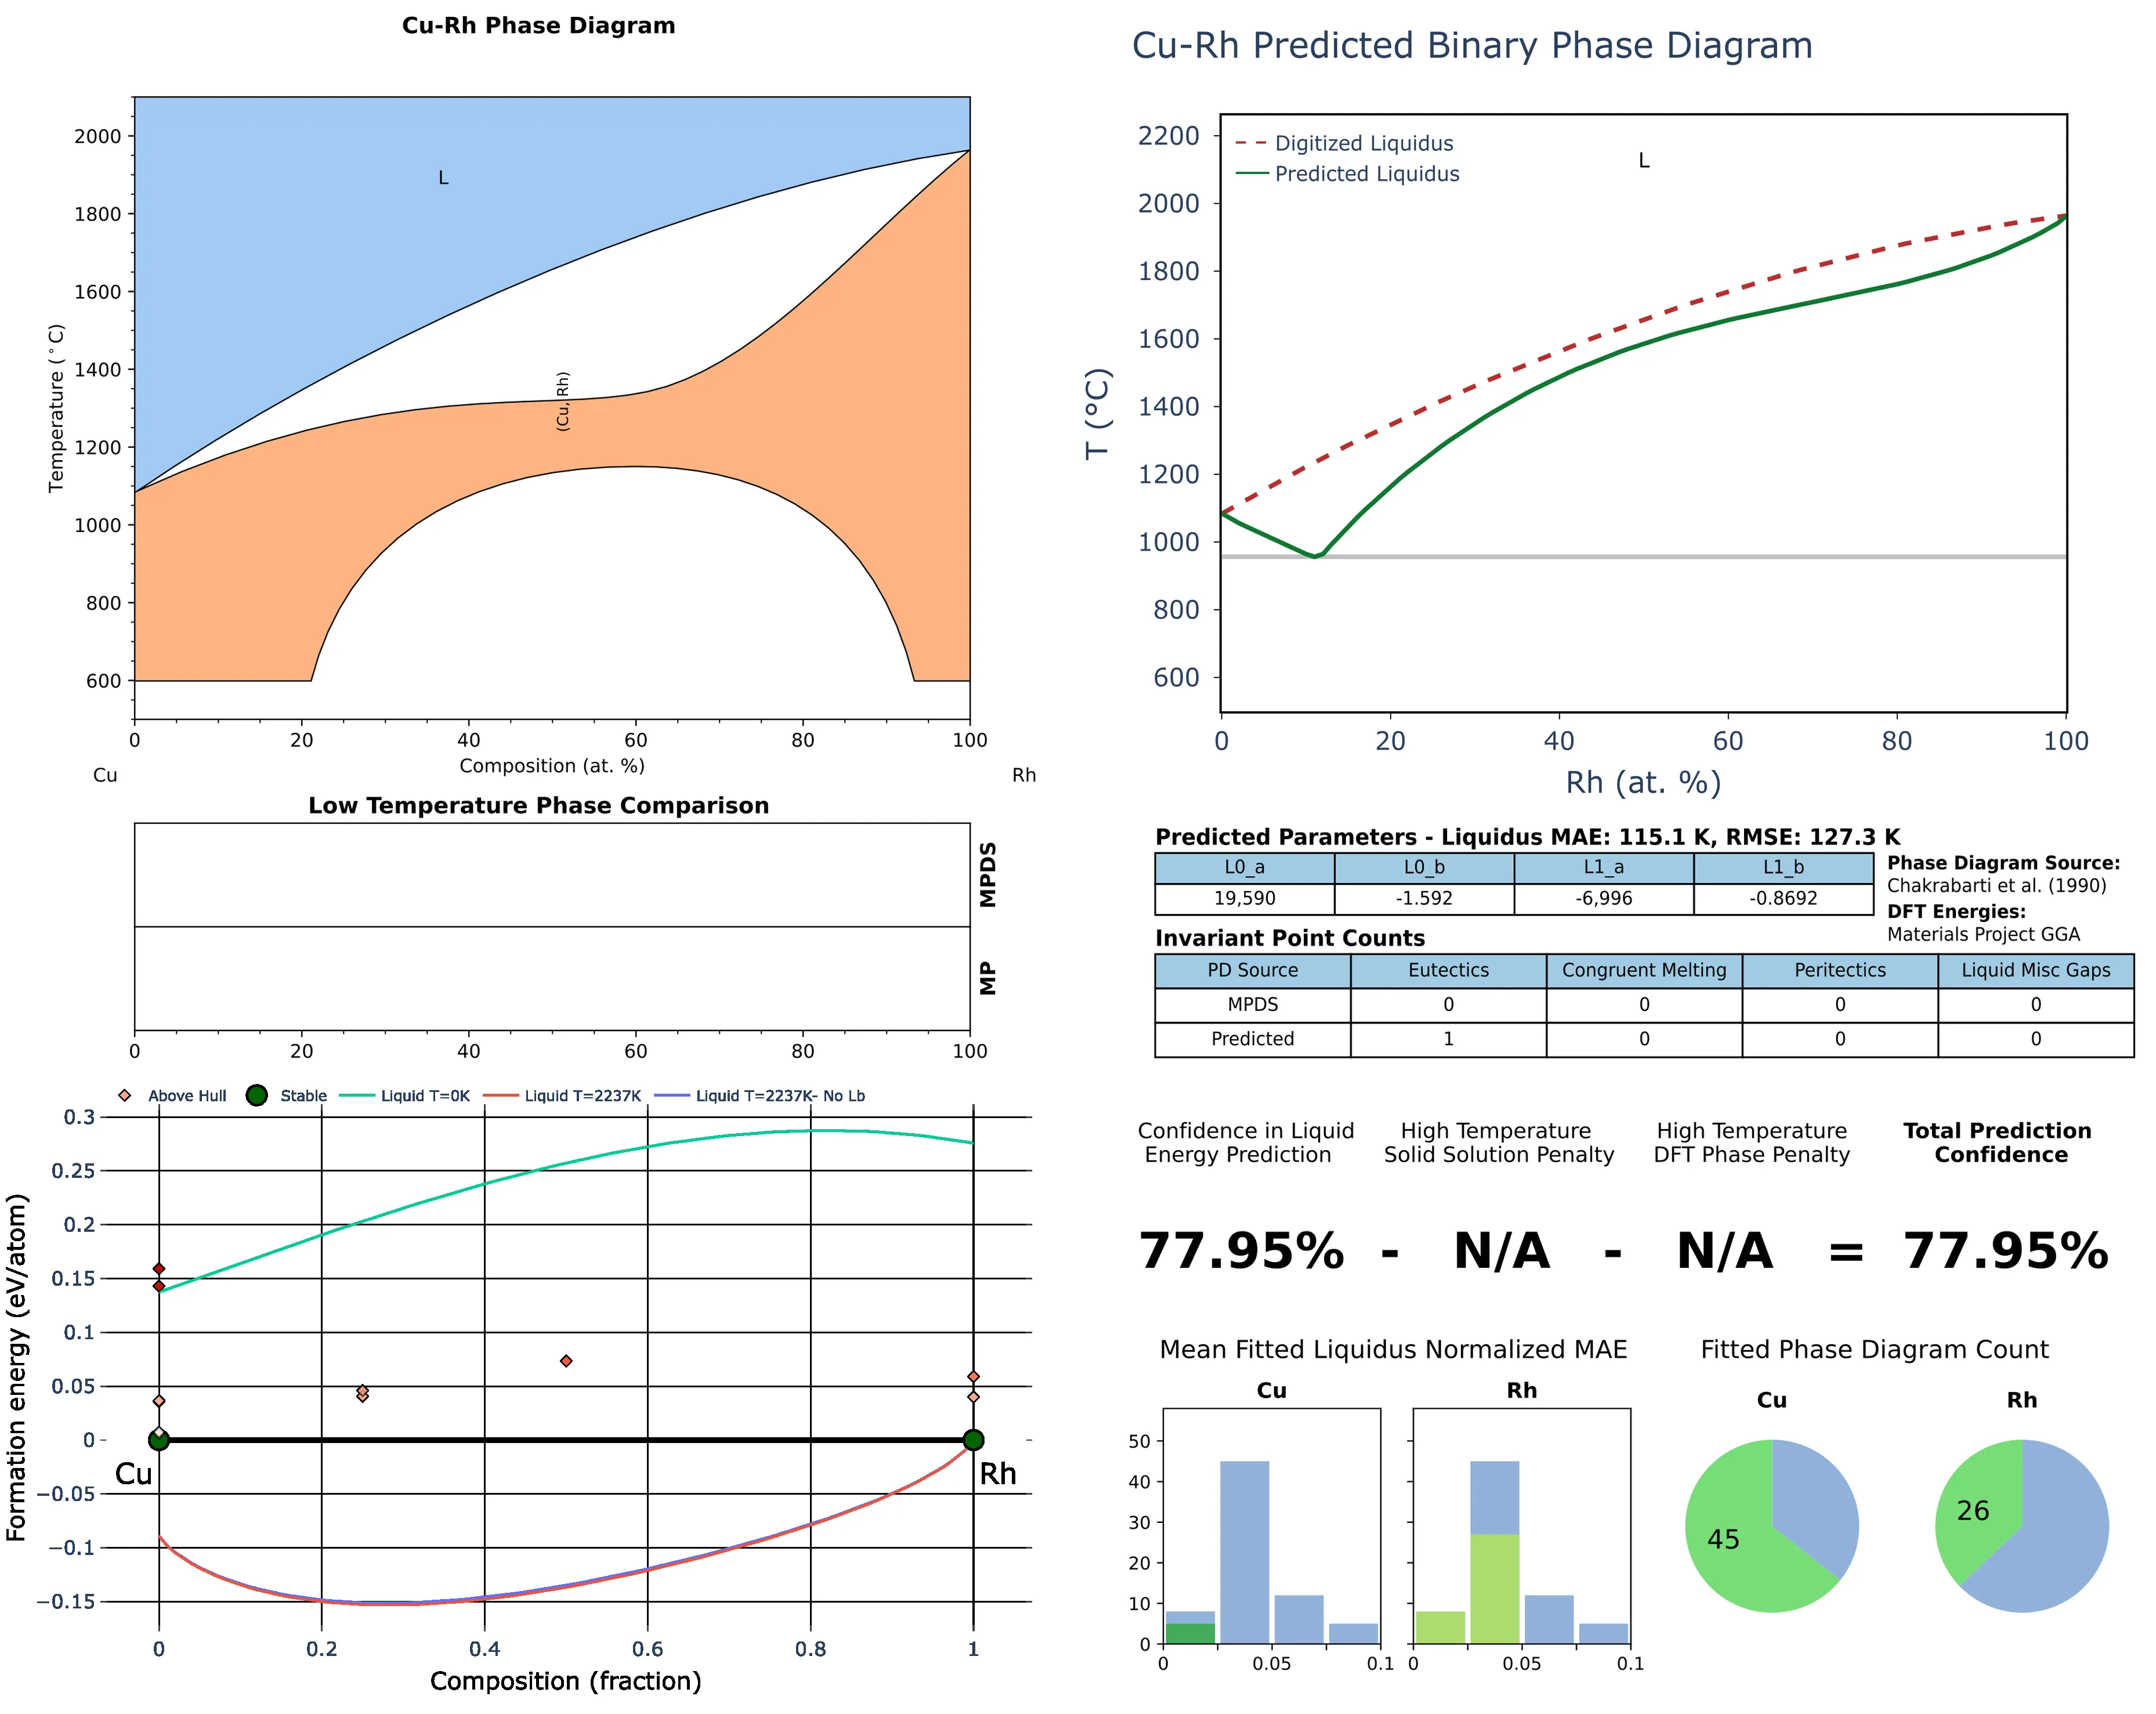 Cu-Rh Phase Diagram
2000
1800
1600
1400
1200
1000
800
600
Temperature (°C)
L
(Cu, Rh)
0 20 40 60 80 100
Composition (at. %)
Cu Rh
Cu-Rh Predicted Binary Phase Diagram
Digitized Liquidus
Predicted Liquidus
L
2200
2000
1800
1600
1400
1200
1000
800
600
T (°C)
0 20 40 60 80 100
Rh (at. %)
Low Temperature Phase Comparison
MPDS
MP
0 20 40 60 80 100
Predicted Parameters - Liquidus MAE: 115.1 K, RMSE: 127.3 K
L0_a L0_b L1_a L1_b
19,590 -1.592 -6,996 -0.8692
Phase Diagram Source:
Chakrabarti et al. (1990)
DFT Energies:
Materials Project GGA
Invariant Point Counts
PD Source Eutectics Congruent Melting Peritectics Liquid Misc Gaps
MPDS 0 0 0 0
Predicted 1 0 0 0
Above Hull Stable Liquid T=0K Liquid T=2237K Liquid T=2237K- No Lb
0.3
0.25
0.2
0.15
0.1
0.05
0
−0.05
−0.1
−0.15
Formation energy (eV/atom)
Cu Rh
0 0.2 0.4 0.6 0.8 1
Composition (fraction)
Confidence in Liquid
Energy Prediction
High Temperature
Solid Solution Penalty
High Temperature
DFT Phase Penalty
Total Prediction
Confidence
77.95% - N/A - N/A = 77.95%
Mean Fitted Liquidus Normalized MAE
Cu Rh
50
40
30
20
10
0
0 0.05 0.1 0 0.05 0.1
Fitted Phase Diagram Count
Cu Rh
45 26